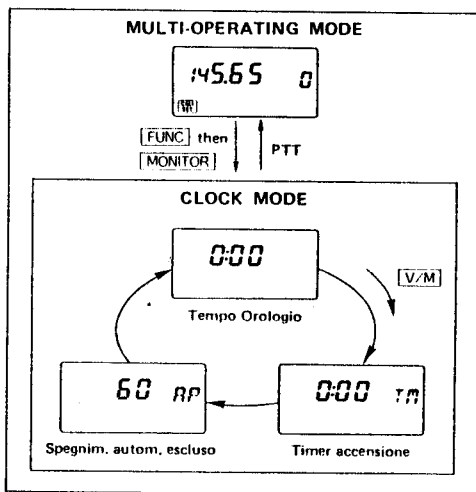 MULTI-OPERATING MODE
145.65 0
FUNC then
MONITOR
PTT
CLOCK MODE
0:00
Tempo Orologio
V/M
60 AP
0:00 TM
Spegnim. autom. escluso
Timer accensione